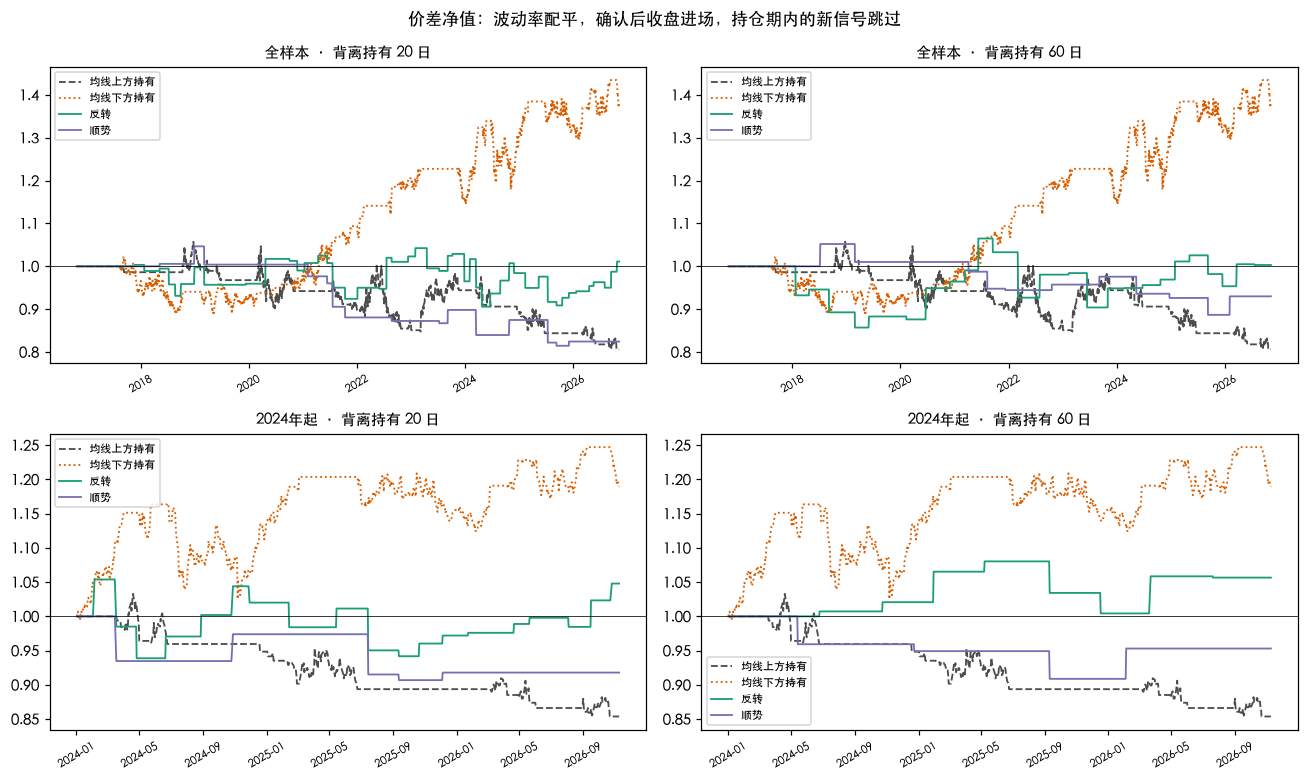 价差净值：波动率配平，确认后收盘进场，持仓期内的新信号跳过
全样本 · 背离持有 20 日
均线上方持有
均线下方持有
反转
顺势
1.4
1.3
1.2
1.1
1.0
0.9
0.8
2018
2020
2022
2024
2026
全样本 · 背离持有 60 日
均线上方持有
均线下方持有
反转
顺势
1.4
1.3
1.2
1.1
1.0
0.9
0.8
2018
2020
2022
2024
2026
2024年起 · 背离持有 20 日
均线上方持有
均线下方持有
反转
顺势
1.25
1.20
1.15
1.10
1.05
1.00
0.95
0.90
0.85
2024-01
2024-05
2024-09
2025-01
2025-05
2025-09
2026-01
2026-05
2026-09
2024年起 · 背离持有 60 日
1.25
1.20
1.15
1.10
1.05
1.00
0.95
0.90
0.85
均线上方持有
均线下方持有
反转
顺势
2024-01
2024-05
2024-09
2025-01
2025-05
2025-09
2026-01
2026-05
2026-09